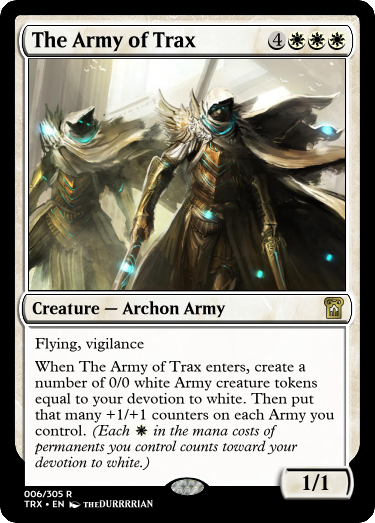 The Army of Trax 4
Creature — Archon Army
Flying, vigilance
When The Army of Trax enters, create a
number of 0/0 white Army creature tokens
equal to your devotion to white. Then put
that many +1/+1 counters on each Army you
control. (Each in the mana costs of
permanents you control counts toward your
devotion to white.)
1/1
006/305 R
TRX • EN THEDURRRRIAN